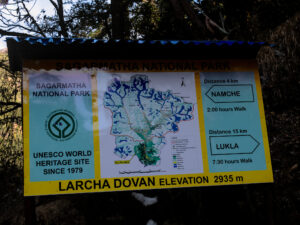 SAGARMATHA NATIONAL PARK
SAGARMATHA
NATIONAL PARK
UNESCO WORLD
HERITAGE SITE
SINCE 1979
Distance 4 km
NAMCHE
2:00 hours Walk
Distance 15 km
LUKLA
7:30 hours Walk
LARCHA DOVAN ELEVATION 2935 m